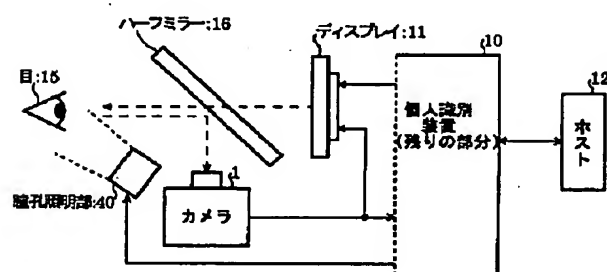 ハーフミラー:16
ディスプレイ:11
10
目:15
12
個人識別
装置
(残りの部分)
ホスト
1
カメラ
瞳孔照明部:40